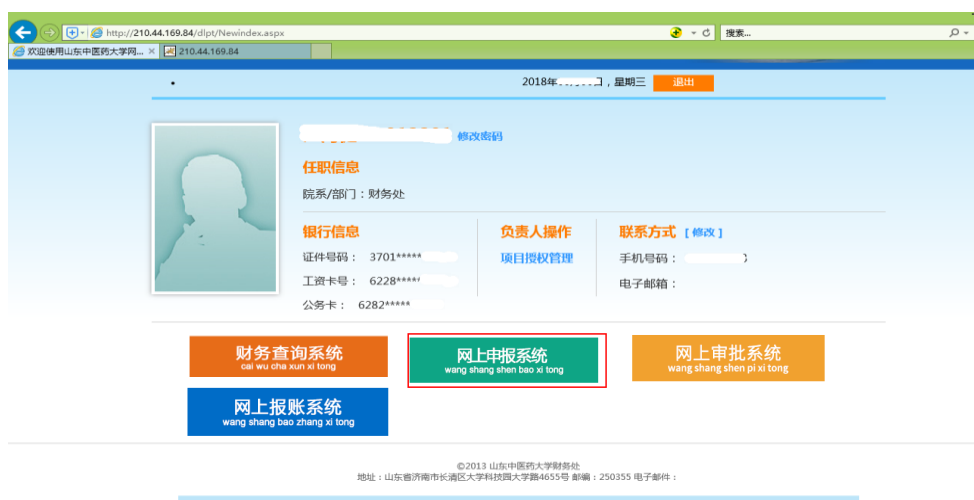 http://210.44.169.84/dlpt/Newindex.aspx
搜索...
欢迎使用山东中医药大学网... ×
210.44.169.84
2018年
,星期三
退出
修改密码
任职信息
院系/部门:财务处
银行信息
证件号码: 3701*****
工资卡号: 6228*****
公务卡: 6282*****
负责人操作
项目授权管理
联系方式 [修改]
手机号码:
电子邮箱:
财务查询系统
cai wu cha xun xi tong
网上申报系统
wang shang shen bao xi tong
网上审批系统
wang shang shen pi xi tong
网上报账系统
wang shang bao zhang xi tong
©2013 山东中医药大学财务处
地址:山东省济南市长清区大学科技园大学路4655号 邮编:250355 电子邮件: